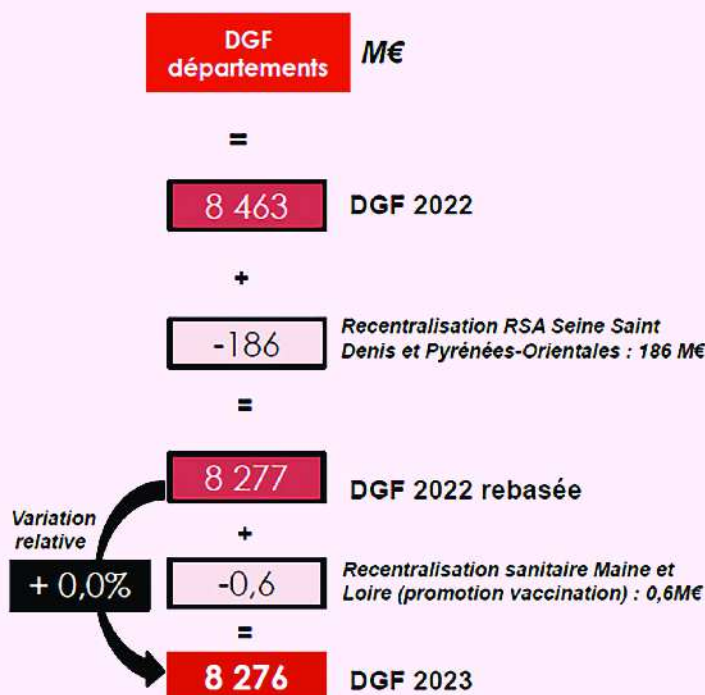 DGF
départements
M€
=
8 463
DGF 2022
+
-186
Recentralisation RSA Seine Saint
Denis et Pyrénées-Orientales : 186 M€
=
8 277
DGF 2022 rebasée
Variation
relative
+ 0,0%
+
-0,6
Recentralisation sanitaire Maine et
Loire (promotion vaccination) : 0,6M€
=
8 276
DGF 2023